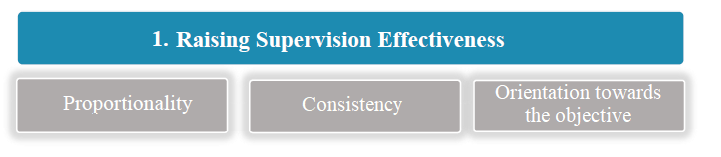 1. Raising Supervision Effectiveness
Proportionality
Consistency
Orientation towards
the objective